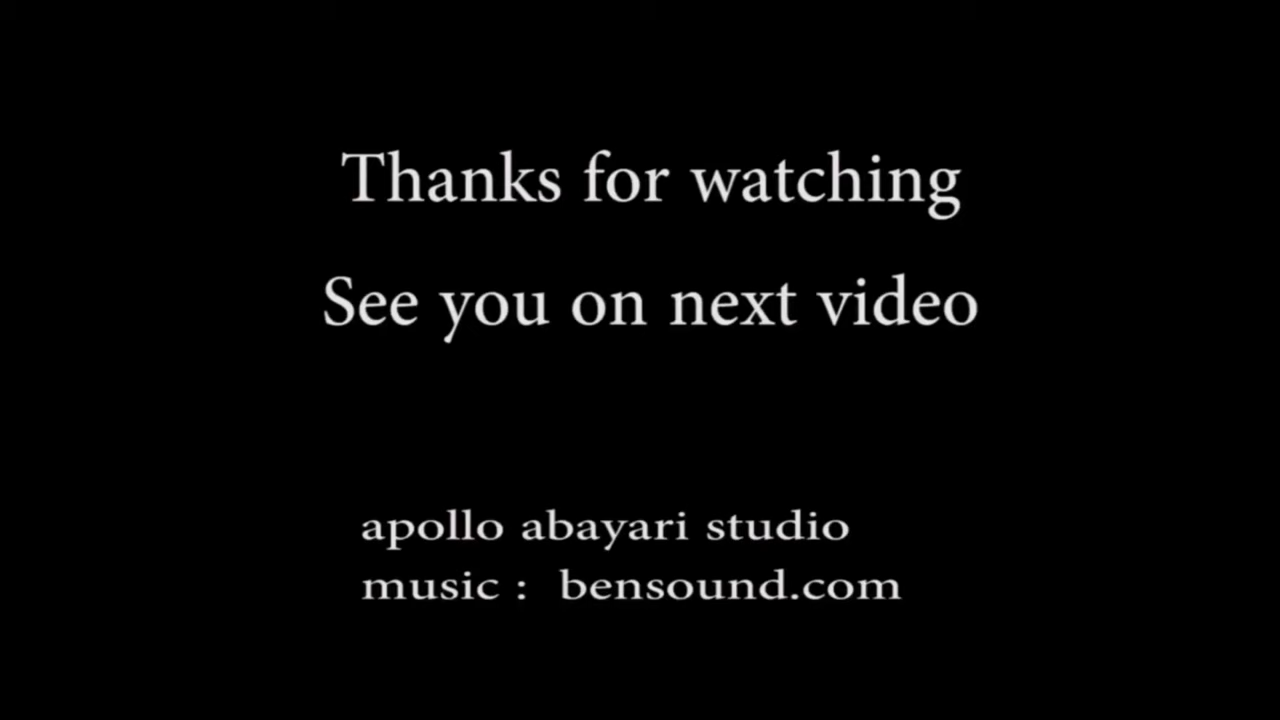 Thanks for watching
See you on next video
apollo abayari studio
music : bensound.com